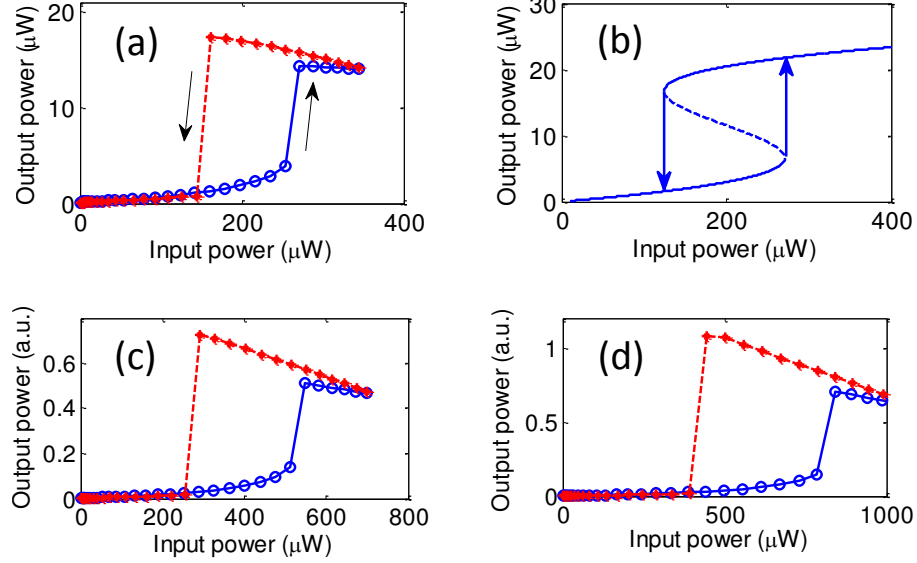 (a)
Output power (μW)
20
10
0
0
200
400
Input power (μW)
(b)
Output power (μW)
30
20
10
0
0
200
400
Input power (μW)
(c)
Output power (a.u.)
0.6
0.4
0.2
0
0
200
400
600
800
Input power (μW)
(d)
Output power (a.u.)
1
0.5
0
0
500
1000
Input power (μW)